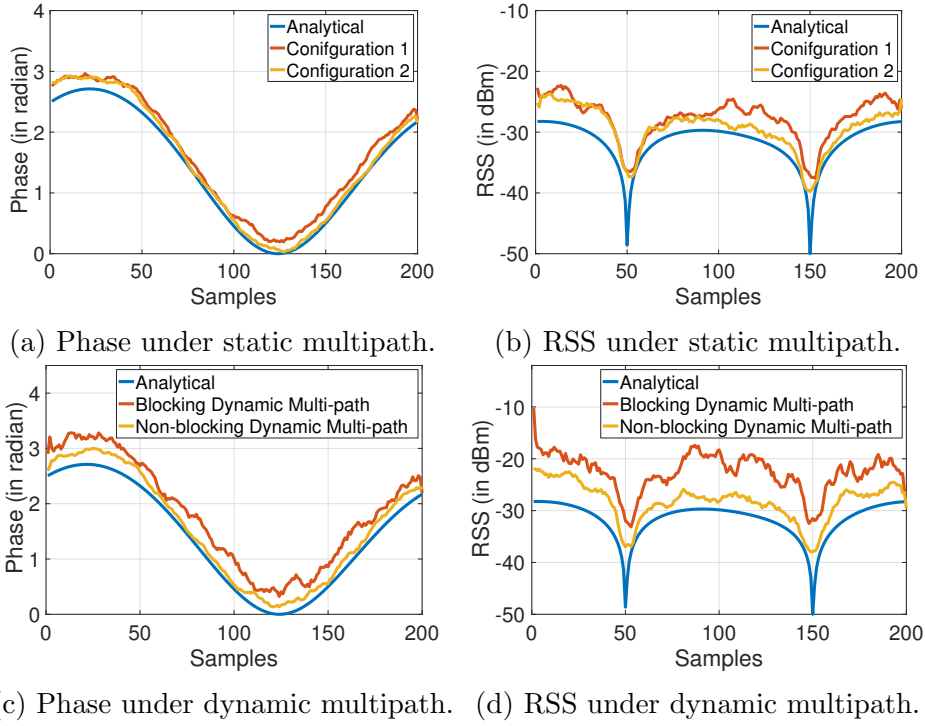 4
3
2
1
0
Phase (in radian)
Analytical
Conifguration 1
Configuration 2
0 50 100 150 200
Samples
(a) Phase under static multipath.
-10
-20
-30
-40
-50
RSS (in dBm)
Analytical
Conifguration 1
Configuration 2
0 50 100 150 200
Samples
(b) RSS under static multipath.
4
3
2
1
0
Phase (in radian)
Analytical
Blocking Dynamic Multi-path
Non-blocking Dynamic Multi-path
0 50 100 150 200
Samples
c) Phase under dynamic multipath.
-10
-20
-30
-40
-50
RSS (in dBm)
Analytical
Blocking Dynamic Multi-path
Non-blocking Dynamic Multi-path
0 50 100 150 200
Samples
(d) RSS under dynamic multipath.